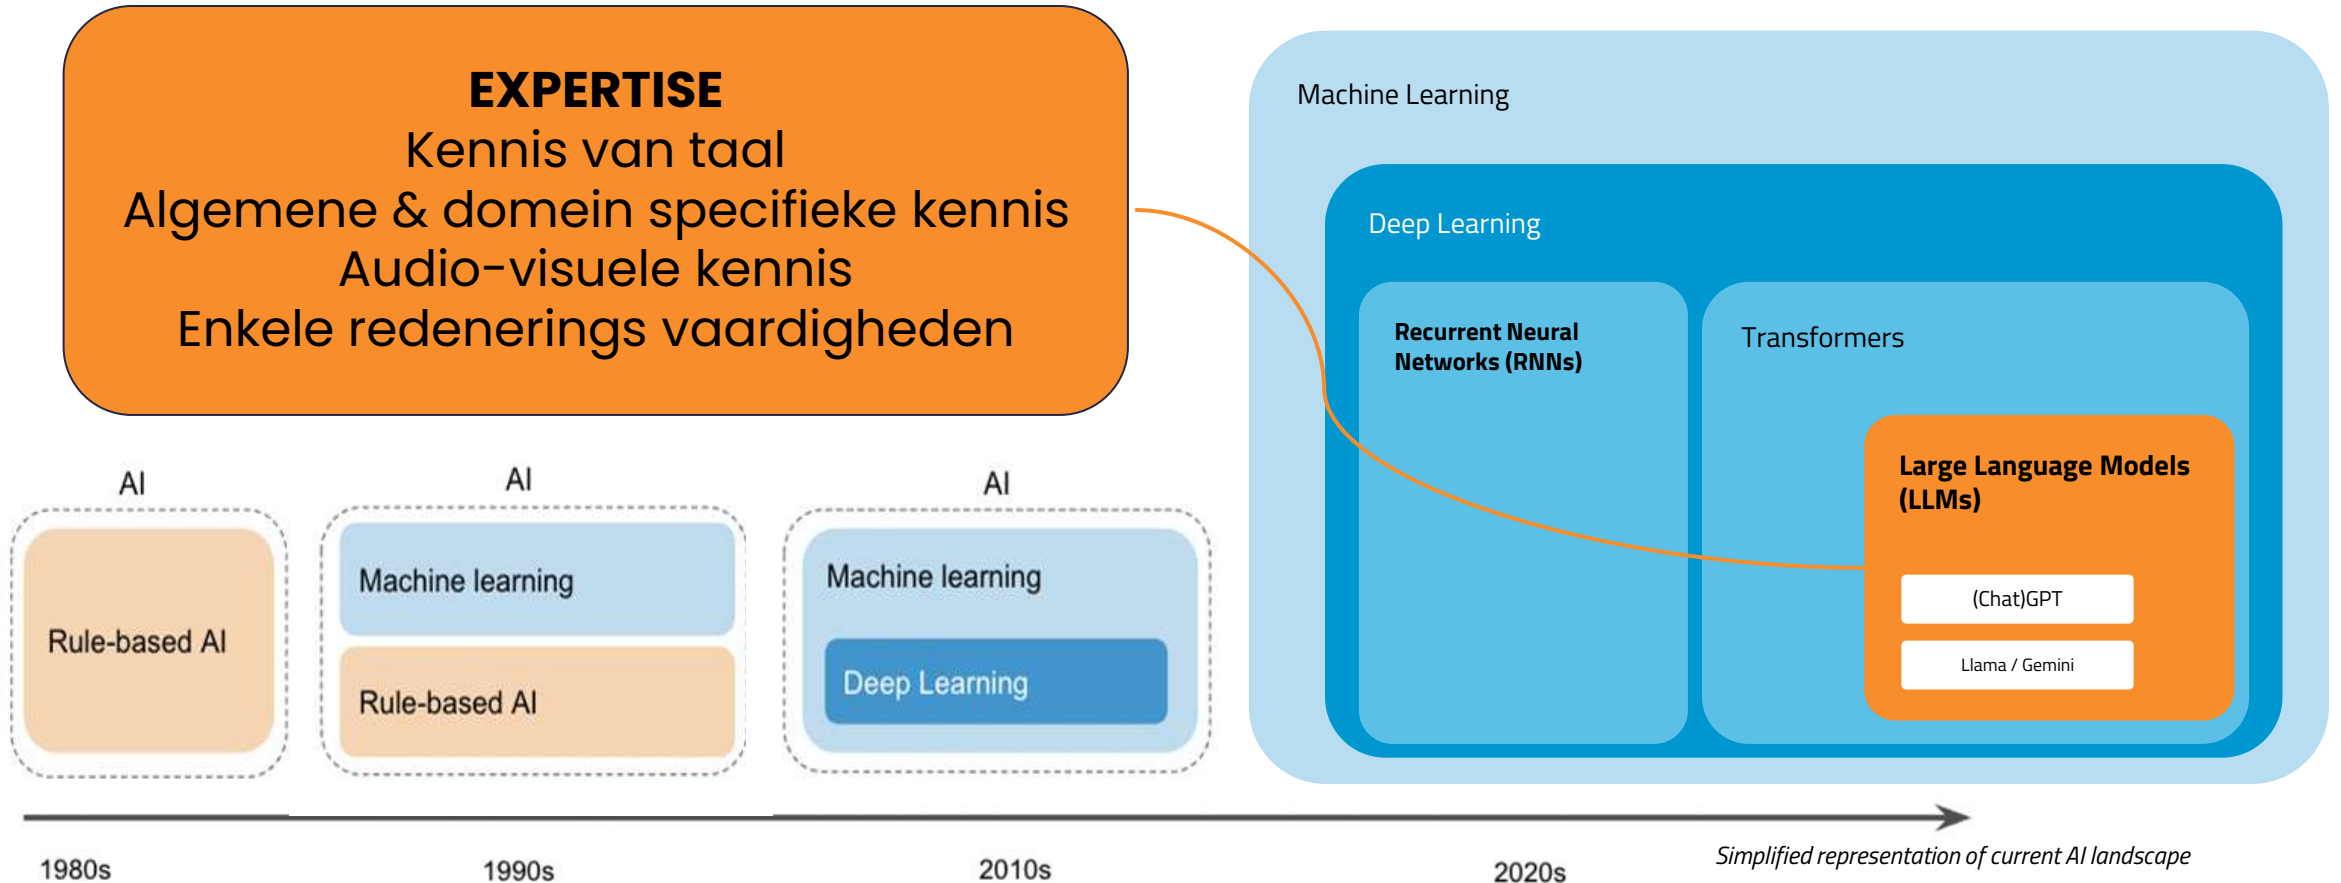 EXPERTISE
Kennis van taal
Algemene & domein specifieke kennis
Audio-visuele kennis
Enkele redenerings vaardigheden
AI
Rule-based AI
AI
Machine learning
Rule-based AI
AI
Machine learning
Deep Learning
Machine Learning
Deep Learning
Recurrent Neural
Networks (RNNs)
Transformers
Large Language Models
(LLMs)
(Chat)GPT
Llama / Gemini
1980s
1990s
2010s
2020s
Simplified representation of current AI landscape